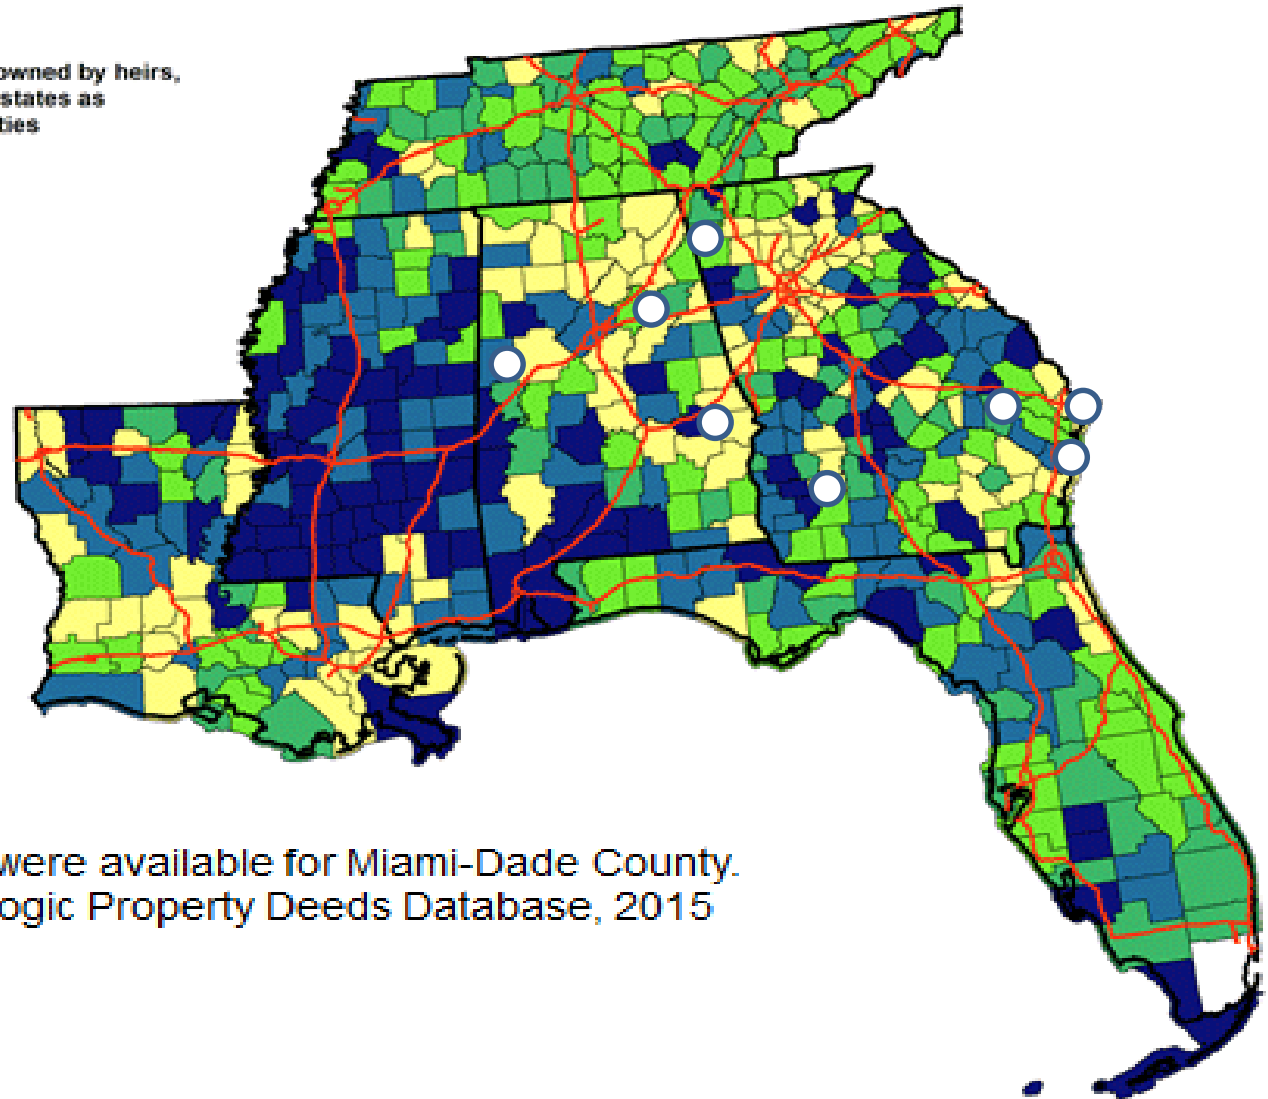 owned by heirs,
states as
ties
were available for Miami-Dade County.
ogic Property Deeds Database, 2015